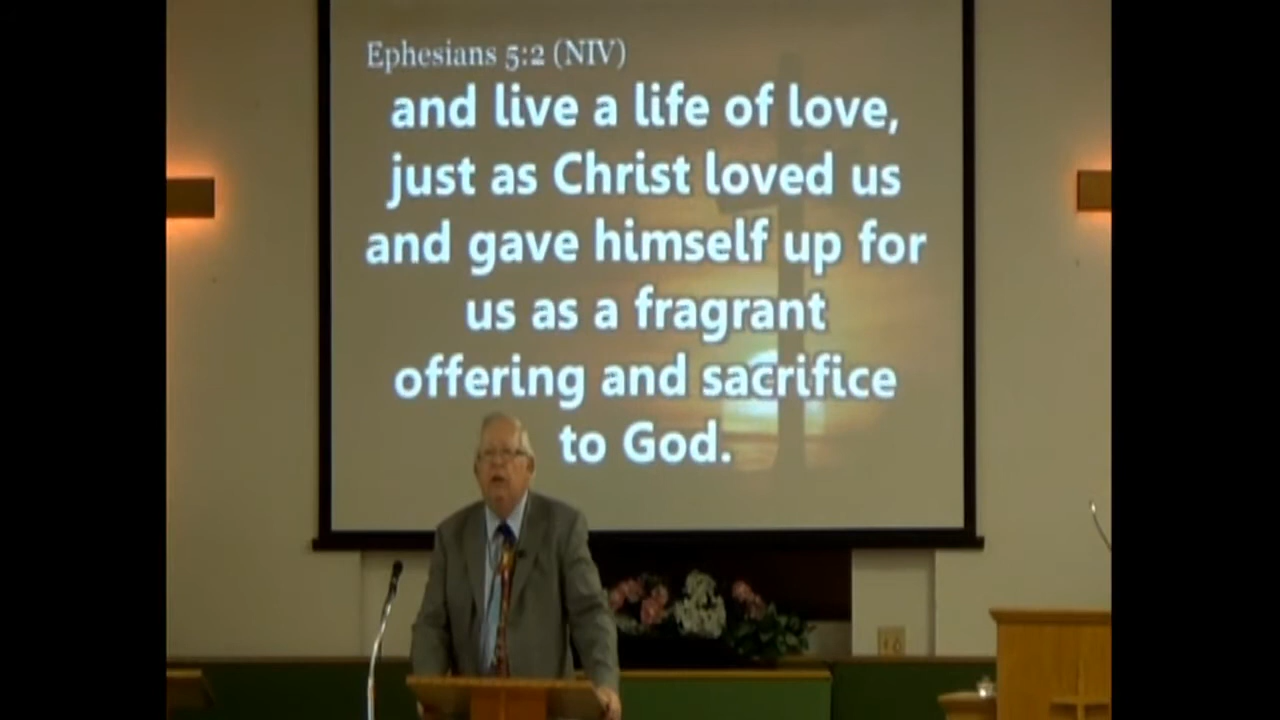 Ephesians 5:2 (NIV)
and live a life of love,
just as Christ loved us
and gave himself up for
us as a fragrant
offering and sacrifice
to God.